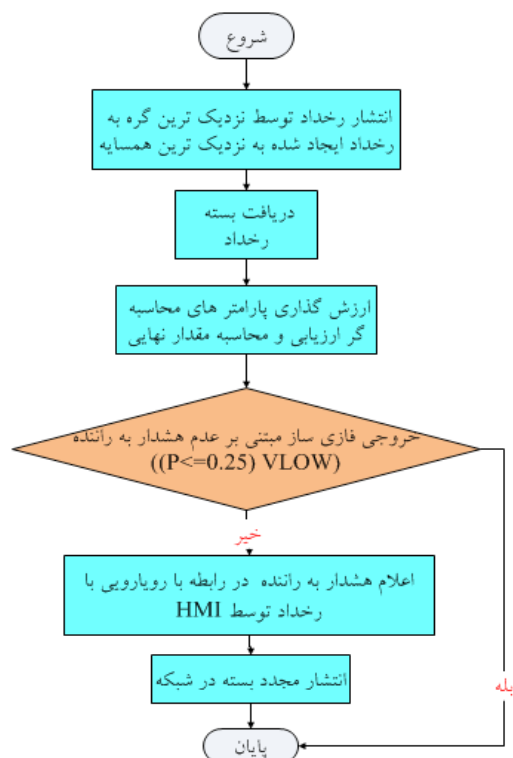 شروع
انتشار رخداد توسط نزدیک ترین گره به
رخداد ایجاد شده به نزدیک ترین همسایه
دریافت بسته
رخداد
ارزش گذاری پارامتر های محاسبه
گر ارزیابی و محاسبه مقدار نهایی
خروجی فازی ساز مبتنی بر عدم هشدار به راننده
((P<=0.25) VLOW)
خیر
اعلام هشدار به راننده در رابطه با رویارویی با
رخداد توسط HMI
انتشار مجدد بسته در شبکه
بله
پایان